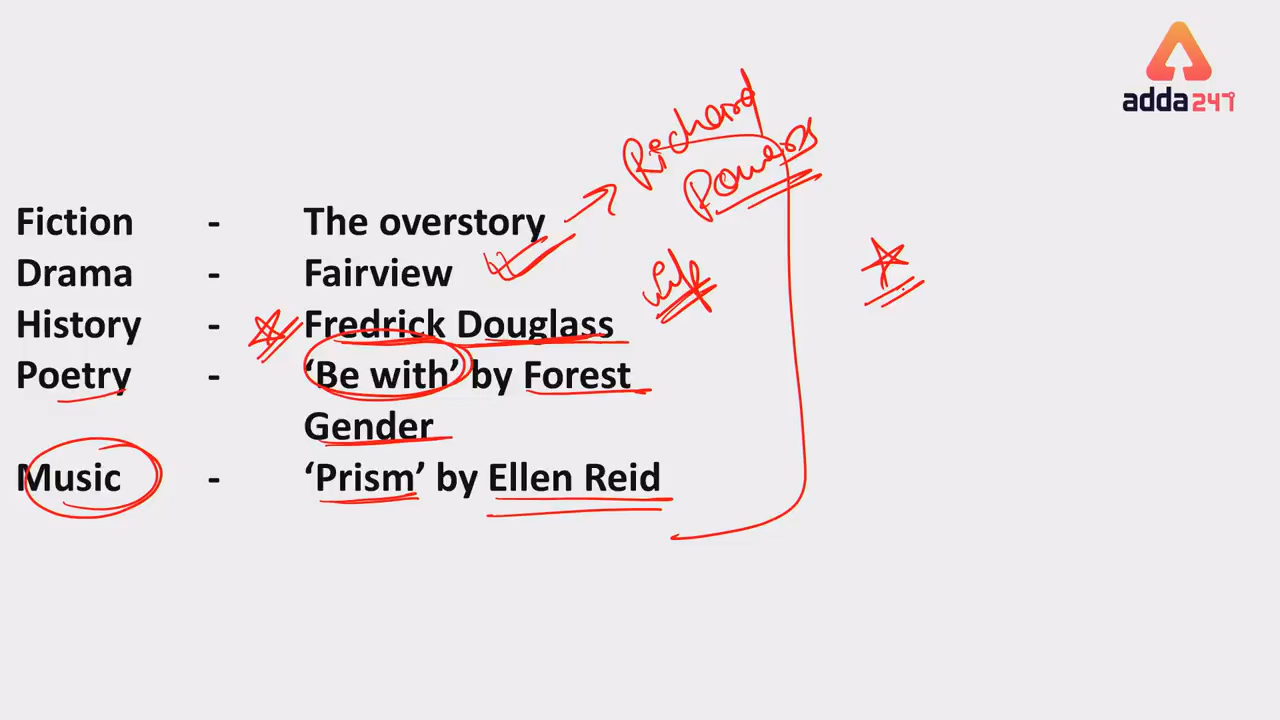 adda247
Richard
Powers
Fiction - The overstory
Drama - Fairview
Life
History - Fredrick Douglass
Poetry - ‘Be with’ by Forest
Gender
Music - ‘Prism’ by Ellen Reid